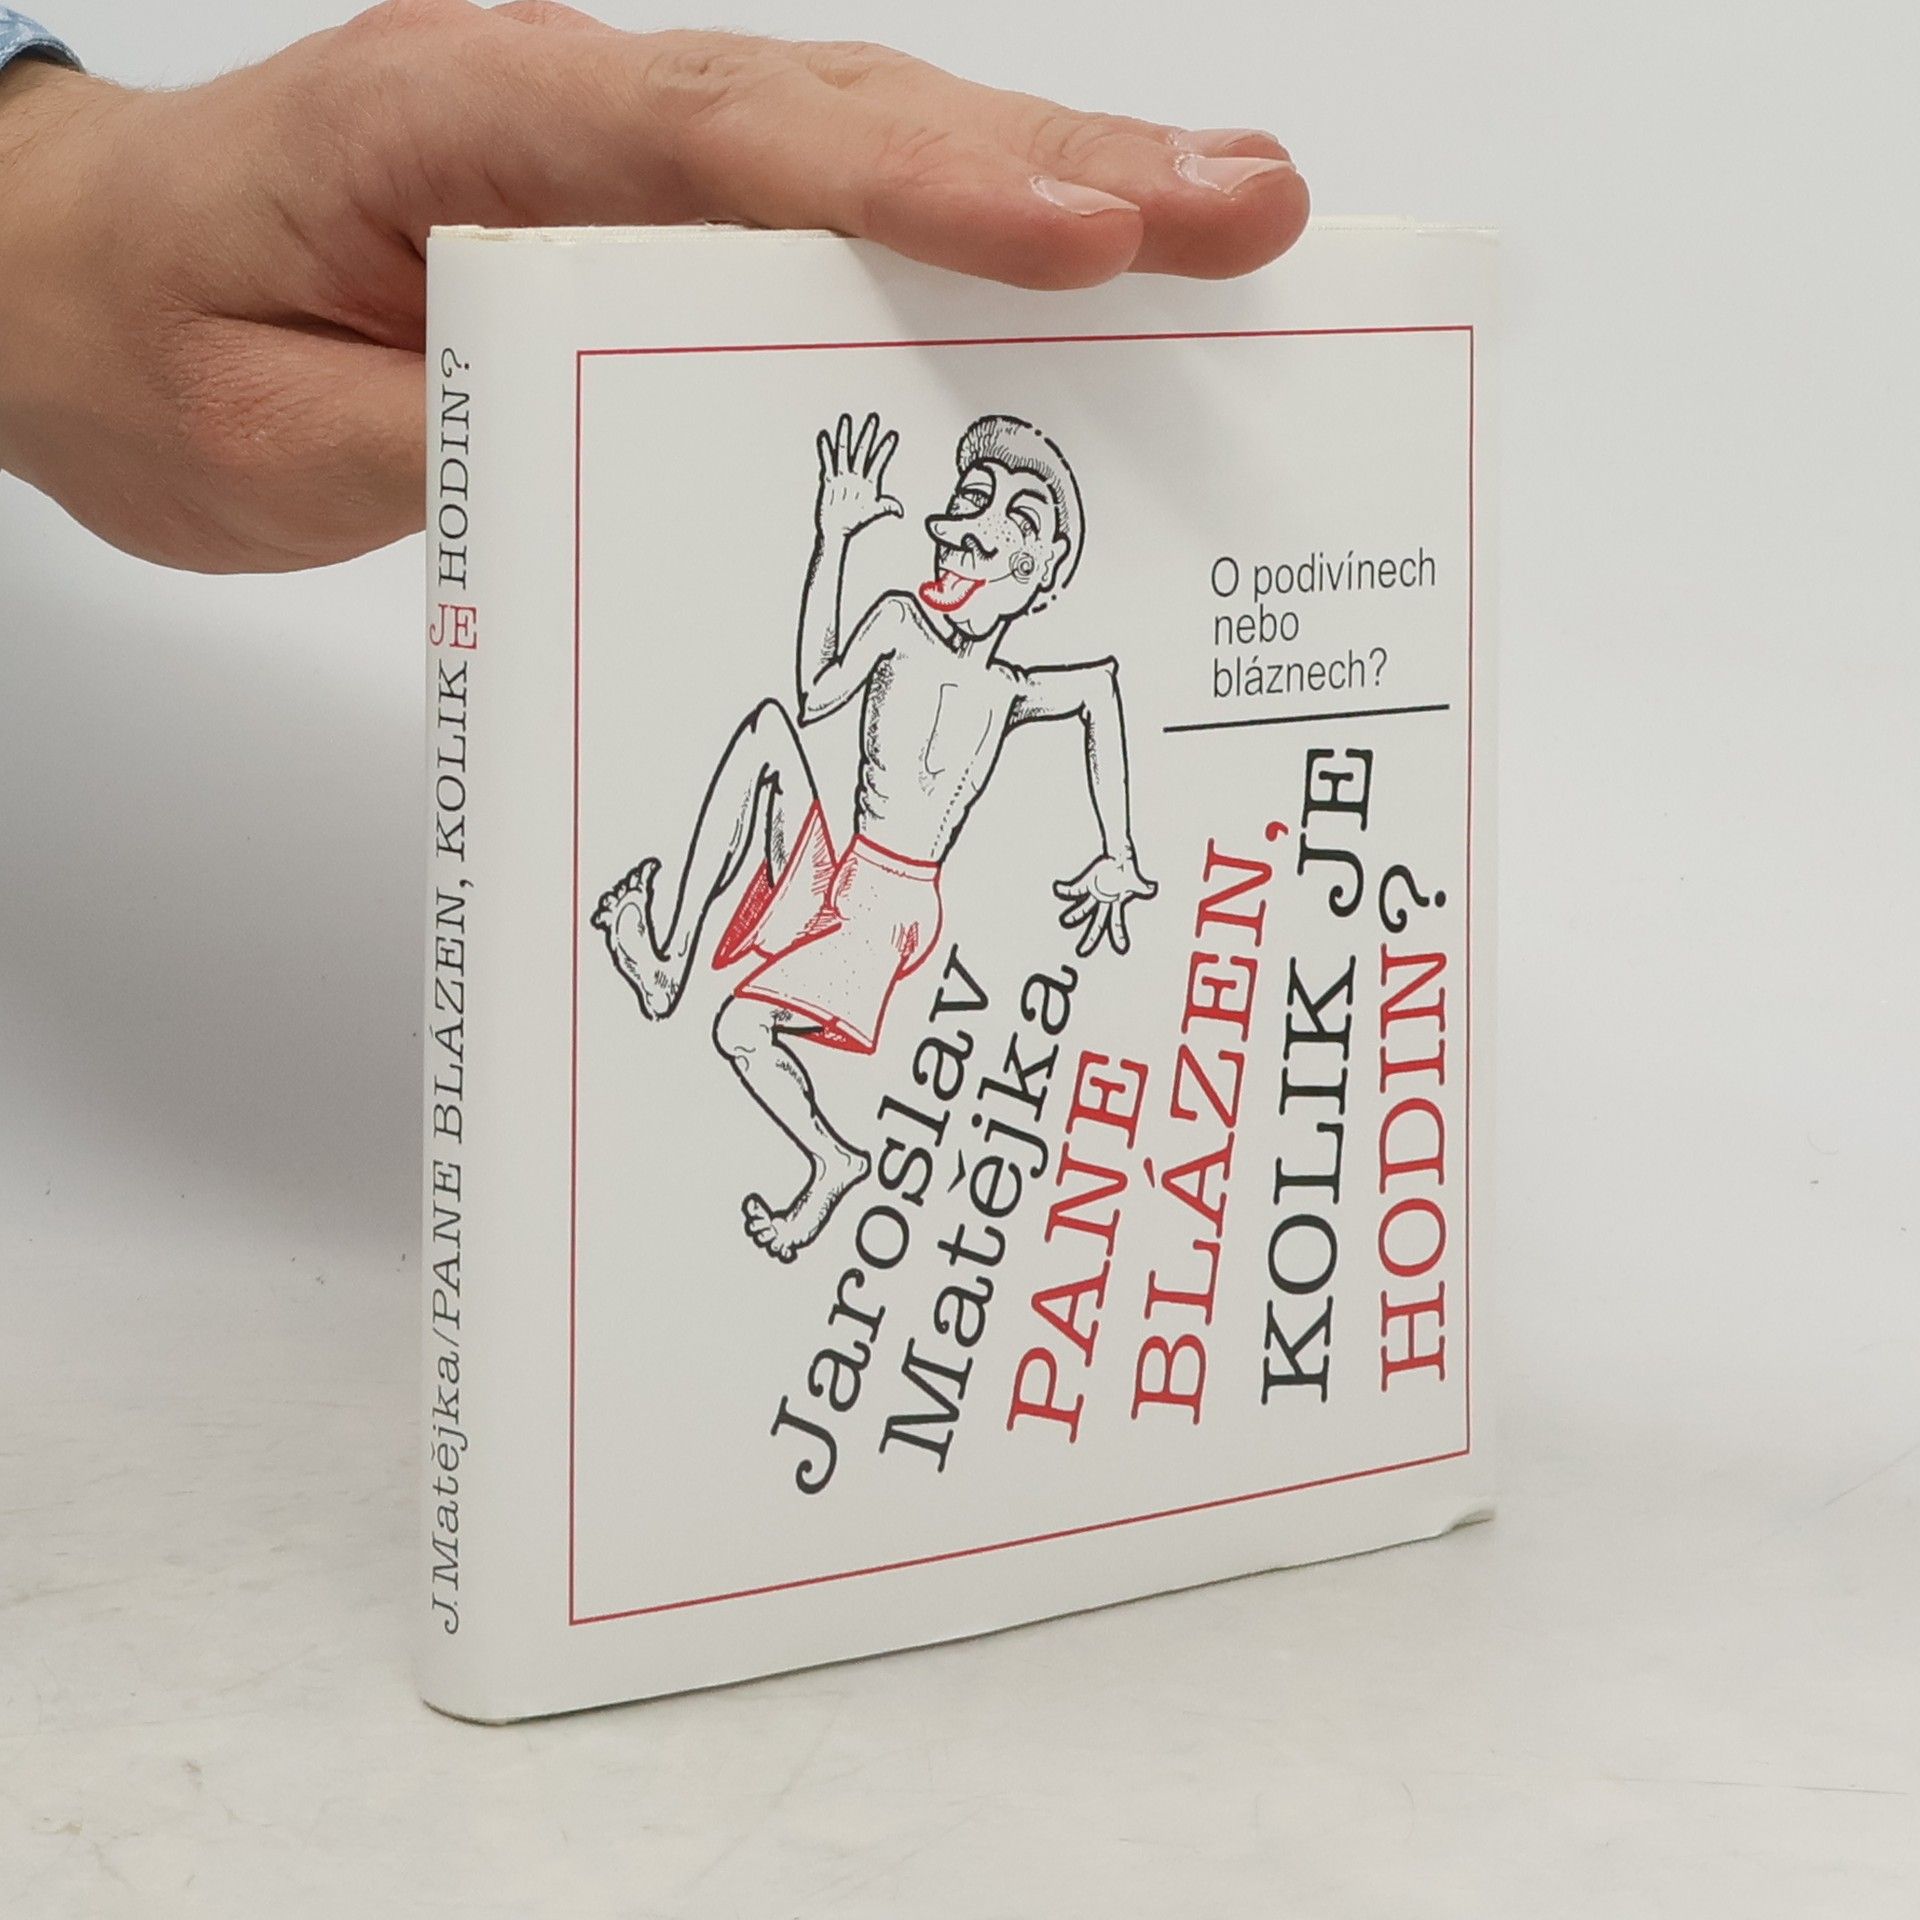 J. Matějka/PANE BLÁZEN, KOLIK JE HODIN?
O podivínech
nebo
bláznech?
Jaroslav
Matějka
PANE
BLÁZEN,
KOLIK JE
HODIN?